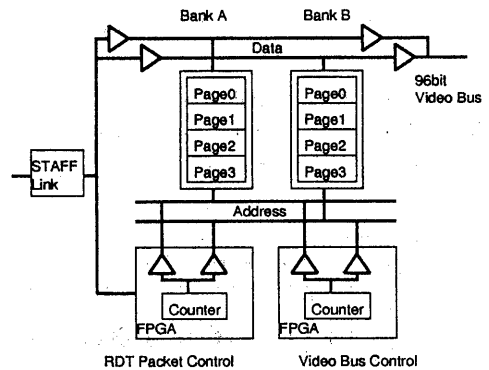 Bank A Bank B
Data
96bit
Video Bus
Page0 Page0
Page1 Page1
Page2 Page2
Page3 Page3
STAFF
Link
Address
Counter Counter
FPGA FPGA
RDT Packet Control Video Bus Control